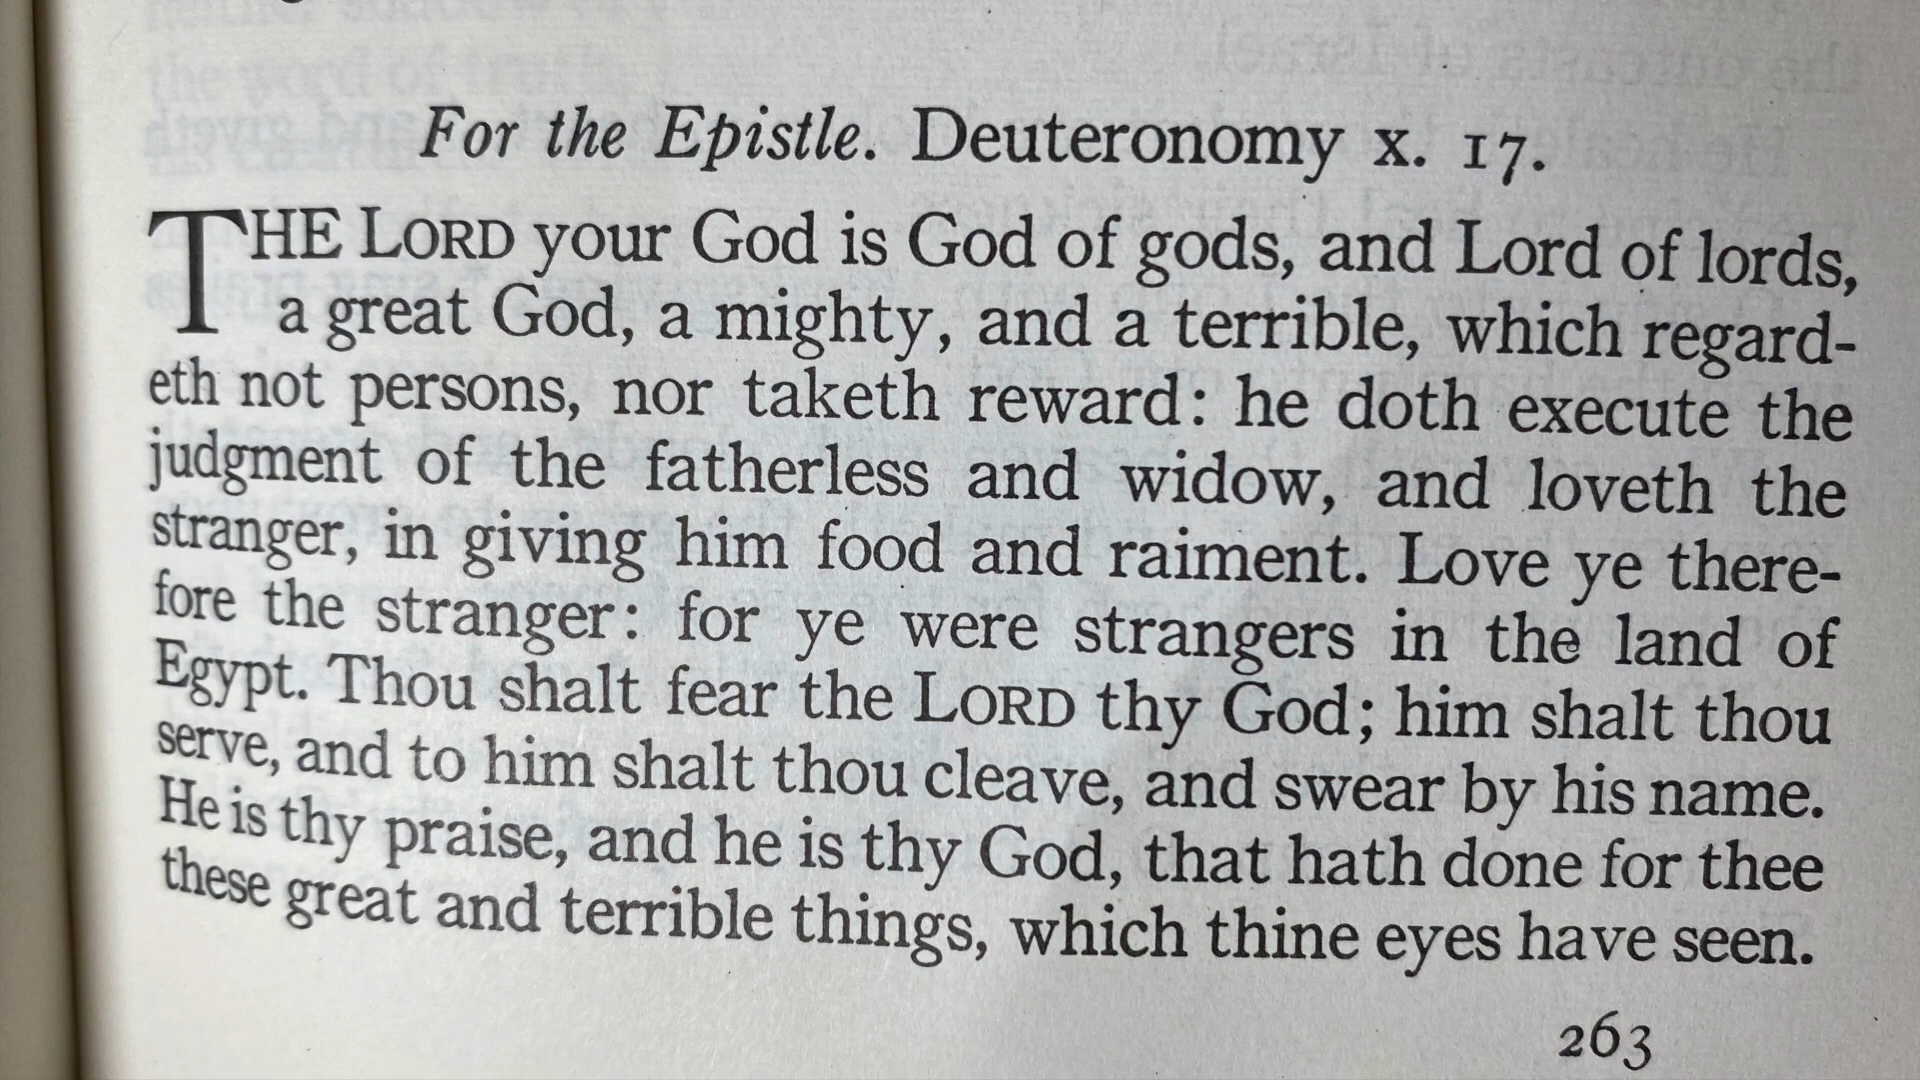 For the Epistle. Deuteronomy x. 17.
THE LORD your God is God of gods, and Lord of lords,
a great God, a mighty, and a terrible, which regard-
eth not persons, nor taketh reward: he doth execute the
judgment of the fatherless and widow, and loveth the
stranger, in giving him food and raiment. Love ye there-
fore the stranger: for ye were strangers in the land of
Egypt. Thou shalt fear the LORD thy God; him shalt thou
serve, and to him shalt thou cleave, and swear by his name.
He is thy praise, and he is thy God, that hath done for thee
these great and terrible things, which thine eyes have seen.
263